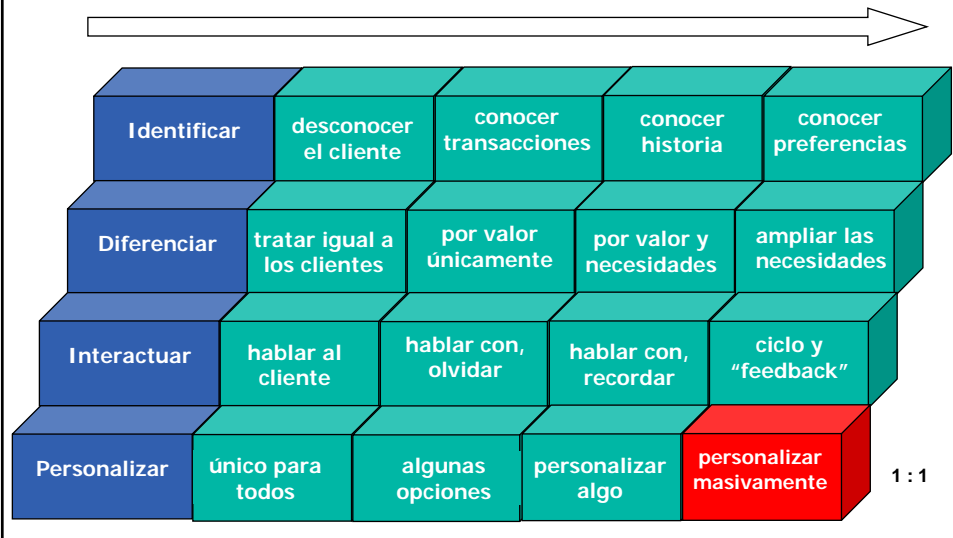 Identificar
desconocer
el cliente
conocer
transacciones
conocer
historia
conocer
preferencias
Diferenciar
tratar igual a
los clientes
por valor
únicamente
por valor y
necesidades
ampliar las
necesidades
Interactuar
hablar al
cliente
hablar con,
olvidar
hablar con,
recordar
ciclo y
“feedback”
Personalizar
único para
todos
algunas
opciones
personalizar
algo
personalizar
masivamente
1 : 1